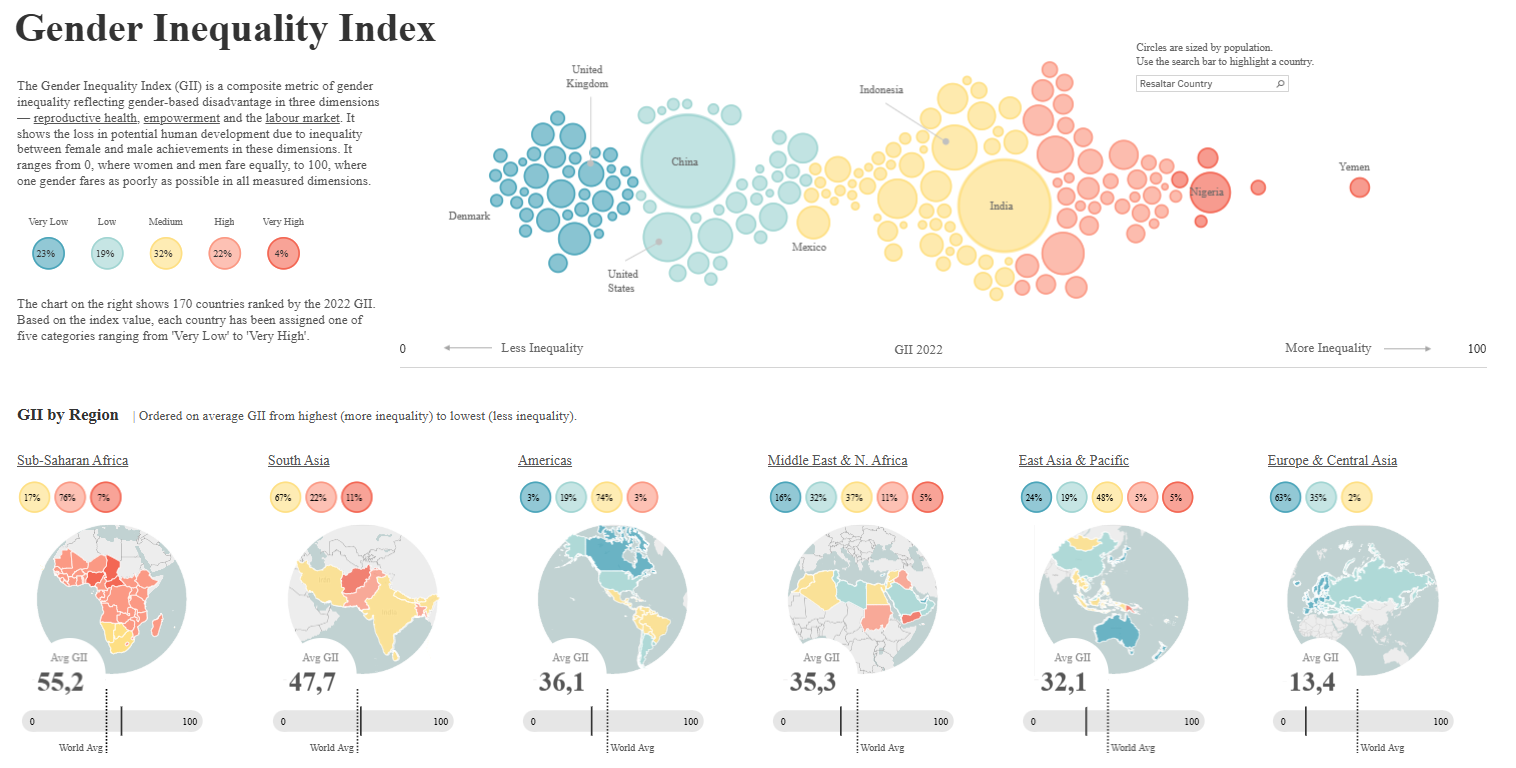 Gender Inequality Index
The Gender Inequality Index (GII) is a composite metric of gender
inequality reflecting gender-based disadvantage in three dimensions
— reproductive health, empowerment and the labour market. It
shows the loss in potential human development due to inequality
between female and male achievements in these dimensions. It
ranges from 0, where women and men fare equally, to 100, where
one gender fares as poorly as possible in all measured dimensions.
Very Low Low Medium High Very High
23% 19% 32% 22% 4%
The chart on the right shows 170 countries ranked by the 2022 GII.
Based on the index value, each country has been assigned one of
five categories ranging from 'Very Low' to 'Very High'.
Circles are sized by population.
Use the search bar to highlight a country.
Resaltar Country
United
Kingdom
Indonesia
China
Yemen
Nigeria
Denmark
India
Mexico
United
States
0 Less Inequality GII 2022 More Inequality 100
GII by Region | Ordered on average GII from highest (more inequality) to lowest (less inequality).
Sub-Saharan Africa
17% 76% 7%
Avg GII
55,2
0 100
World Avg
South Asia
67% 22% 11%
Avg GII
47,7
0 100
World Avg
Americas
3% 19% 74% 3%
Avg GII
36,1
0 100
World Avg
Middle East & N. Africa
16% 32% 37% 11% 5%
Avg GII
35,3
0 100
World Avg
East Asia & Pacific
24% 19% 48% 5% 5%
Avg GII
32,1
0 100
World Avg
Europe & Central Asia
63% 35% 2%
Avg GII
13,4
0 100
World Avg